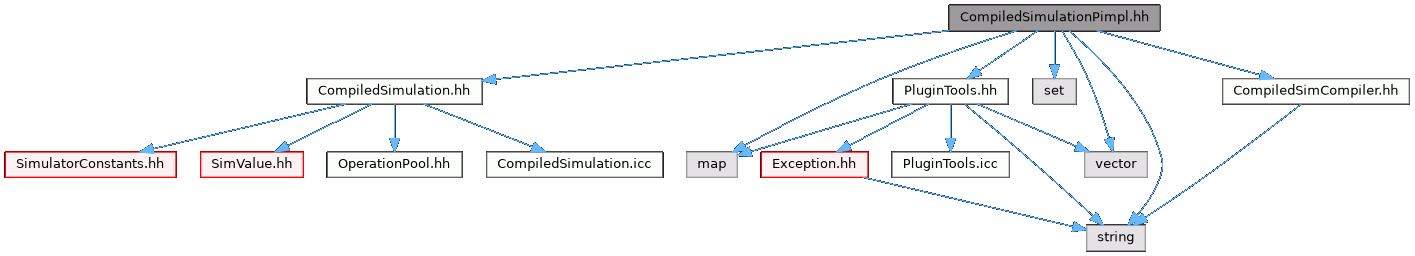 CompiledSimulationPimpl.hh
CompiledSimulation.hh
PluginTools.hh
set
CompiledSimCompiler.hh
SimulatorConstants.hh
SimValue.hh
OperationPool.hh
CompiledSimulation.icc
map
Exception.hh
PluginTools.icc
vector
string